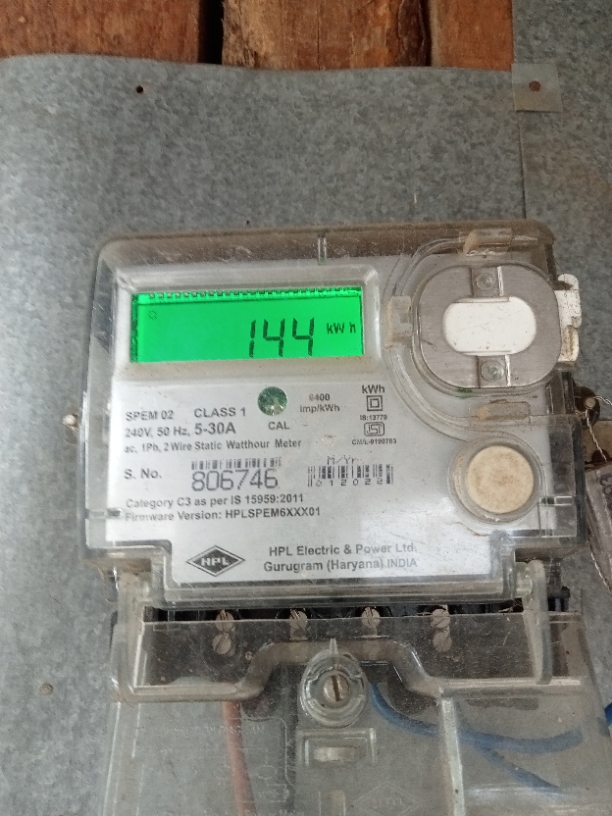 144 kWh
SPEM 02 CLASS 1
6400 imp/kWh
kWh
240V, 50 Hz, 5-30A
CAL
IS:13779
ac, 1Ph, 2 Wire Static Watthour Meter
M/Yr
S. No. 806746
Category C3 as per IS 15959:2011
Firmware Version: HPLSPEM6XXX01
HPL
HPL Electric & Power Ltd.
Gurugram (Haryana) INDIA